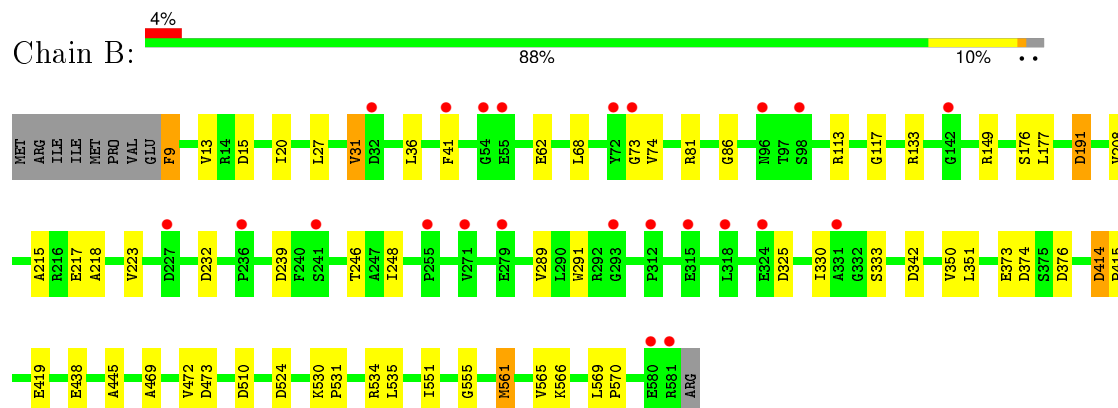 4%
Chain B:
88% 10% ••
MET ARG ILE ILE MET PRO VAL GLU F9 V13 R14 D15 I20 L27 V31 D32 L36 F41 G54 E55 E62 L68 Y72 G73 V74 R81 G86 N96 T97 S98 R113 G117 R133 G142 R149 S176 L177 D191 V208
A215 R216 E217 A218 V223 D227 D232 P236 D239 F240 S241 T246 A247 I248 P255 V271 E279 V289 L290 W291 R292 G293 P312 E315 L318 E324 D325 I330 A331 G332 S333 D342 V350 L351 E373 D374 S375 D376 D414 P415
E419 E438 A445 A469 V472 D473 D510 D524 K530 P531 R534 L535 I551 G555 M561 V565 K566 L569 P570 E580 R581 ARG